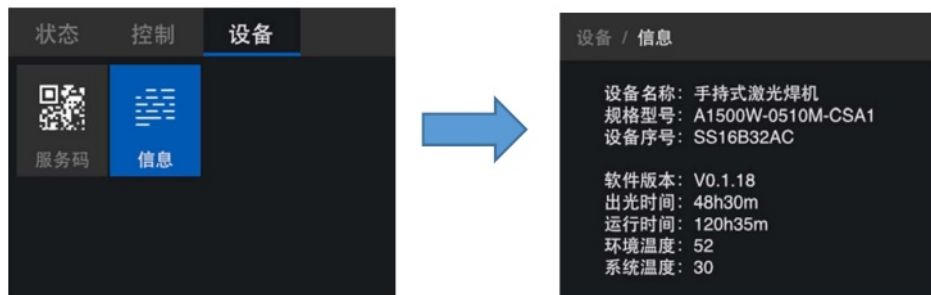 状态 控制 设备
服务码 信息
设备 / 信息
设备名称：手持式激光焊机
规格型号：A1500W-0510M-CSA1
设备序号：SS16B32AC
软件版本：V0.1.18
出光时间：48h30m
运行时间：120h35m
环境温度：52
系统温度：30